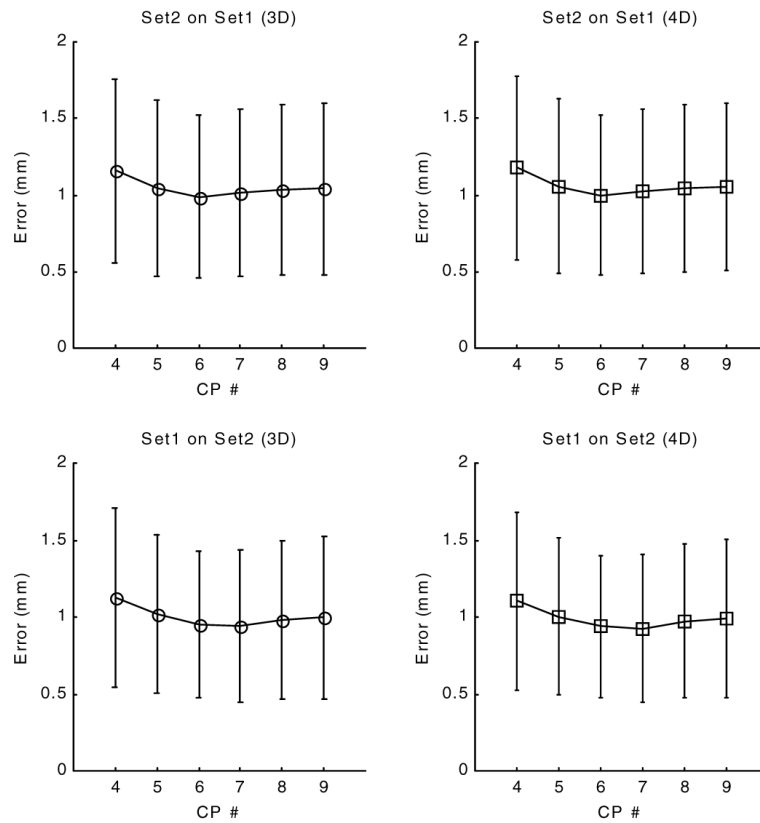 Set2 on Set1 (3D)
2
1.5
1
0.5
0
Error (mm)
4 5 6 7 8 9
CP #
Set2 on Set1 (4D)
2
1.5
1
0.5
0
Error (mm)
4 5 6 7 8 9
CP #
Set1 on Set2 (3D)
2
1.5
1
0.5
0
Error (mm)
4 5 6 7 8 9
CP #
Set1 on Set2 (4D)
2
1.5
1
0.5
0
Error (mm)
4 5 6 7 8 9
CP #